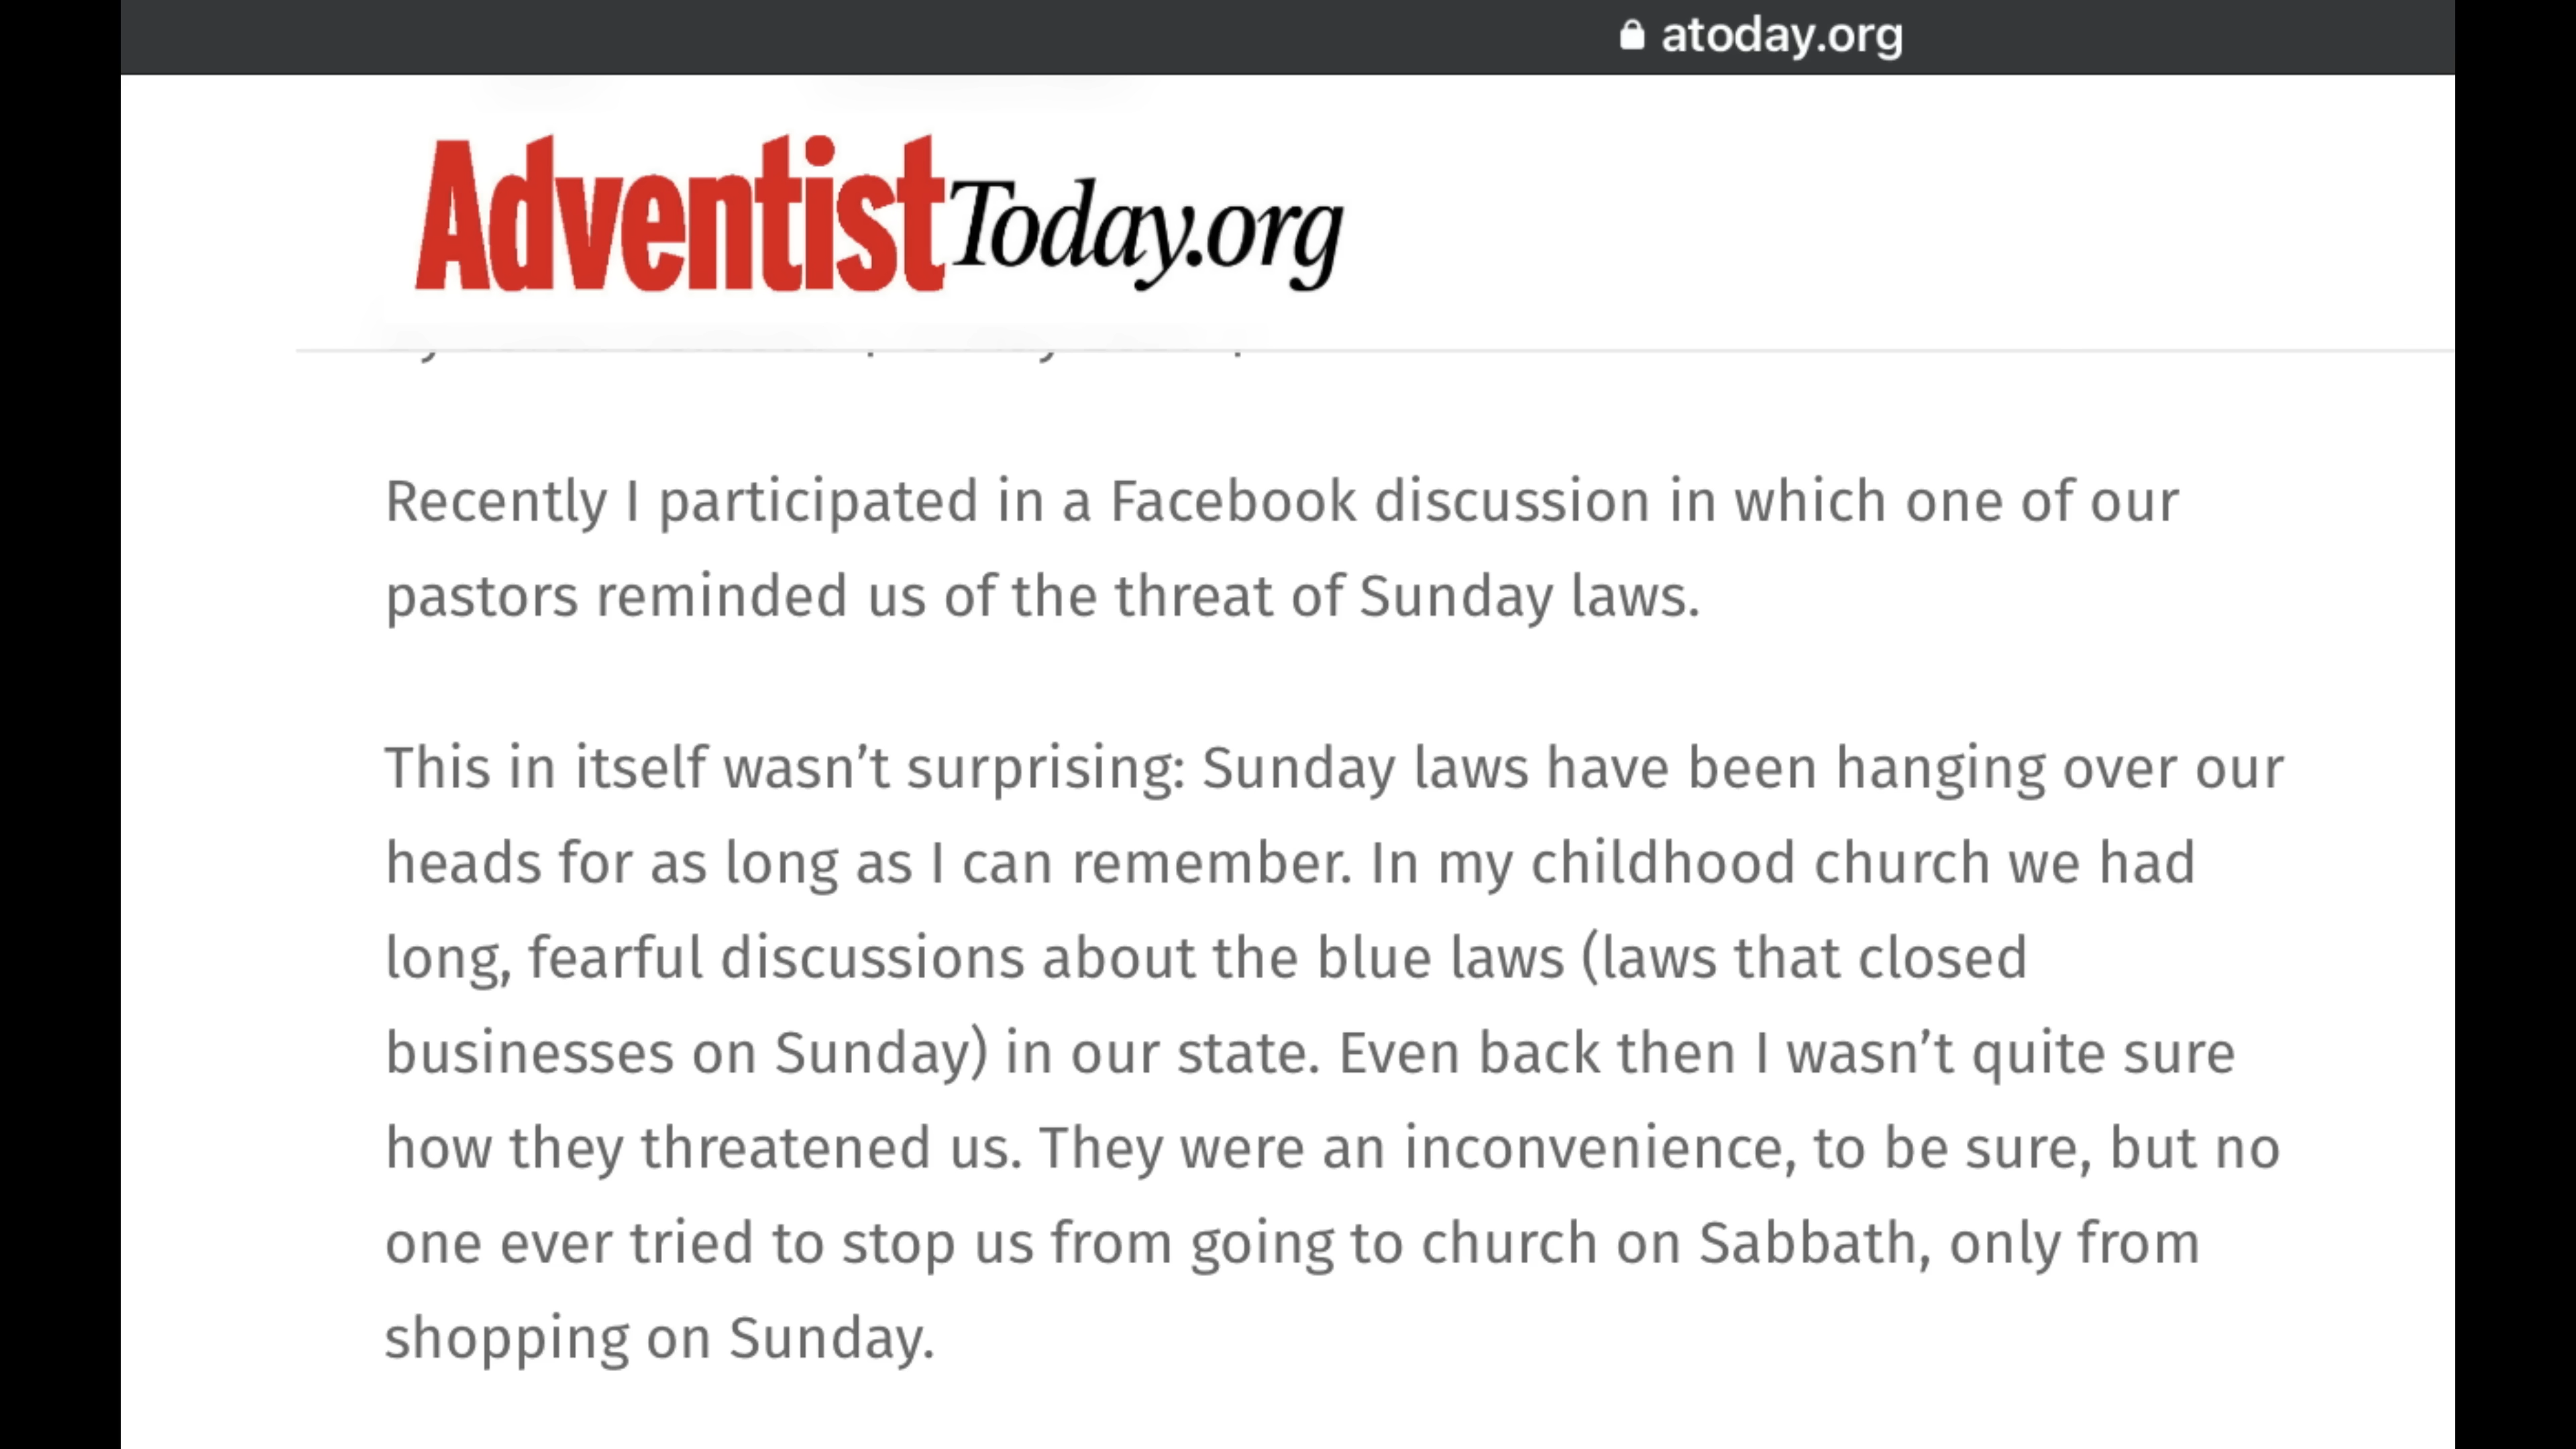 atoday.org
AdventistToday.org
Recently I participated in a Facebook discussion in which one of our
pastors reminded us of the threat of Sunday laws.
This in itself wasn’t surprising: Sunday laws have been hanging over our
heads for as long as I can remember. In my childhood church we had
long, fearful discussions about the blue laws (laws that closed
businesses on Sunday) in our state. Even back then I wasn’t quite sure
how they threatened us. They were an inconvenience, to be sure, but no
one ever tried to stop us from going to church on Sabbath, only from
shopping on Sunday.